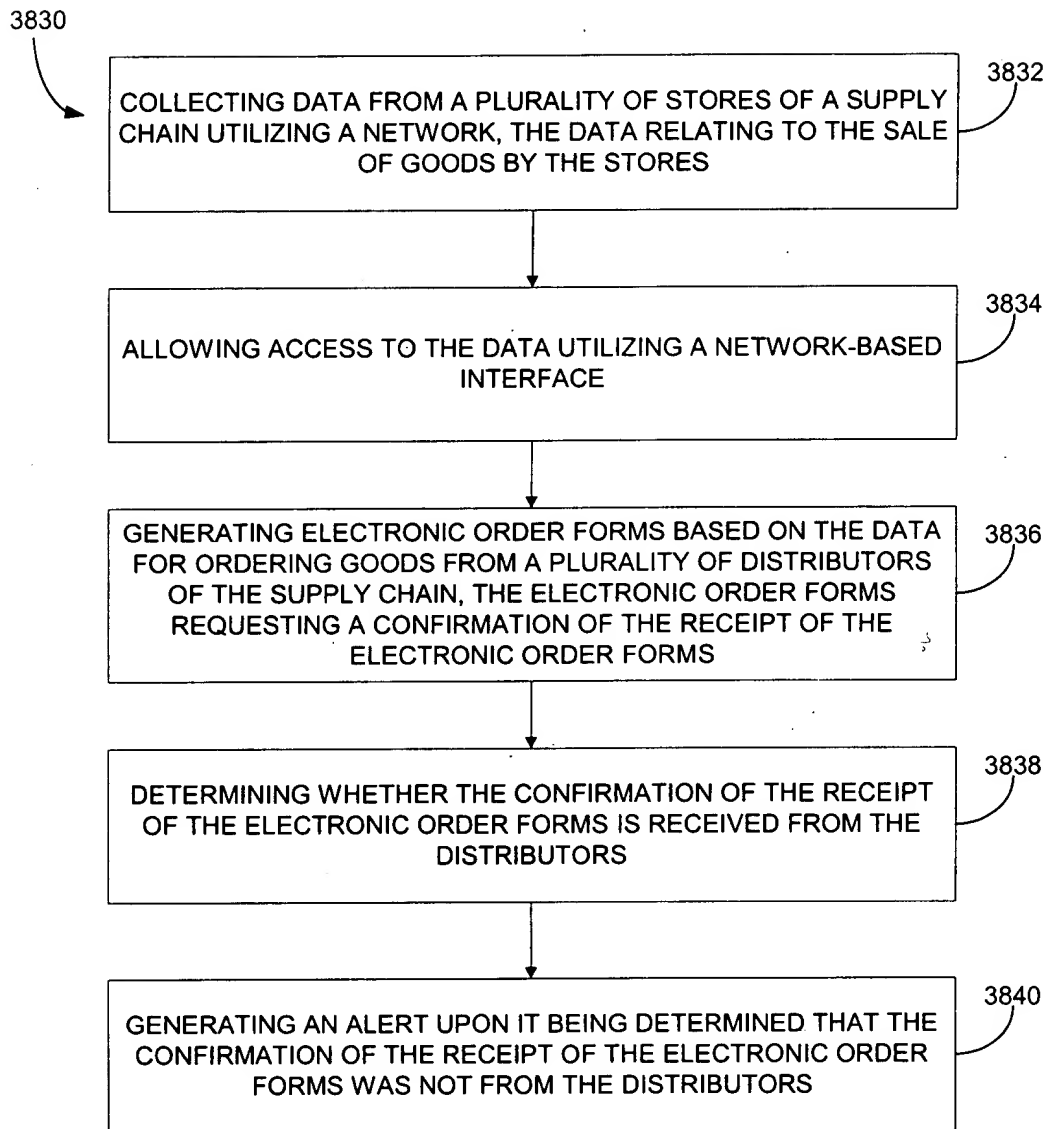 3830
3832
COLLECTING DATA FROM A PLURALITY OF STORES OF A SUPPLY
CHAIN UTILIZING A NETWORK, THE DATA RELATING TO THE SALE
OF GOODS BY THE STORES
3834
ALLOWING ACCESS TO THE DATA UTILIZING A NETWORK-BASED
INTERFACE
3836
GENERATING ELECTRONIC ORDER FORMS BASED ON THE DATA
FOR ORDERING GOODS FROM A PLURALITY OF DISTRIBUTORS
OF THE SUPPLY CHAIN, THE ELECTRONIC ORDER FORMS
REQUESTING A CONFIRMATION OF THE RECEIPT OF THE
ELECTRONIC ORDER FORMS
3838
DETERMINING WHETHER THE CONFIRMATION OF THE RECEIPT
OF THE ELECTRONIC ORDER FORMS IS RECEIVED FROM THE
DISTRIBUTORS
3840
GENERATING AN ALERT UPON IT BEING DETERMINED THAT THE
CONFIRMATION OF THE RECEIPT OF THE ELECTRONIC ORDER
FORMS WAS NOT FROM THE DISTRIBUTORS